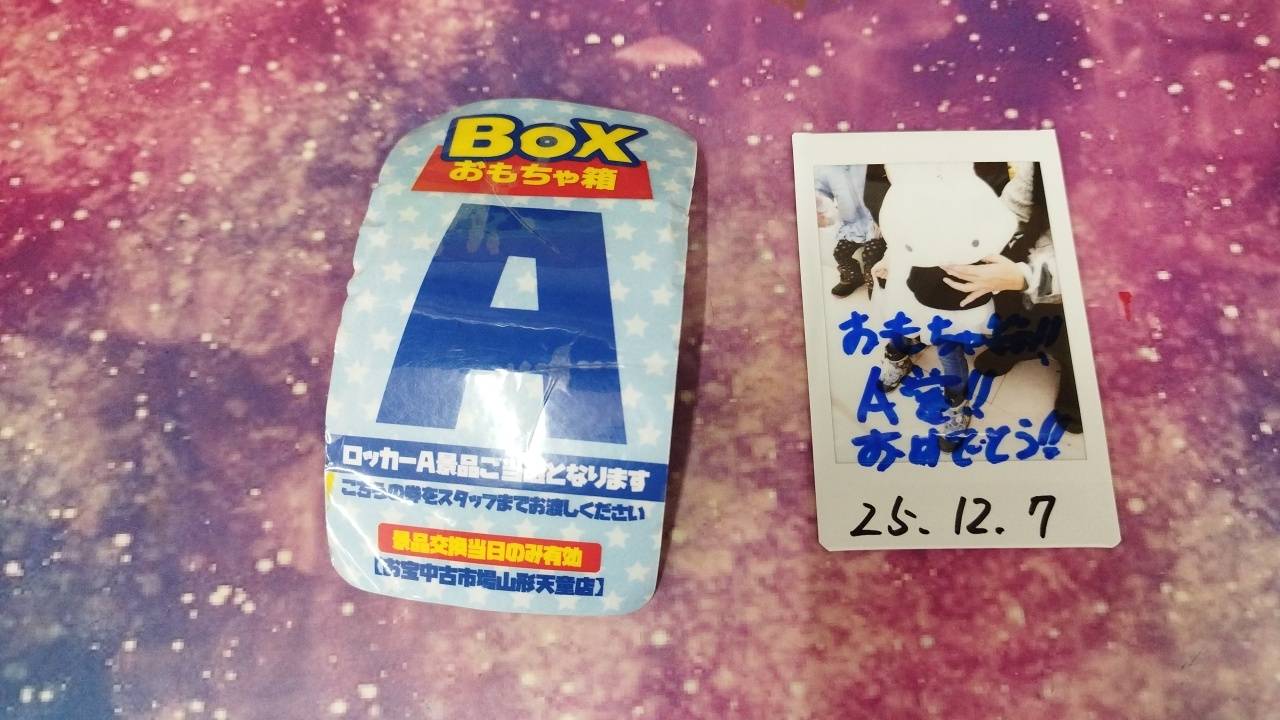 BoX
おもちゃ箱
A
ロッカーA景品ご当選となります
こちらの券をスタッフまでお渡しください
景品交換当日のみ有効
【お宝中古市場山形天童店】
おもちゃ箱!!
A賞!!
おめでとう!!
25.12.7